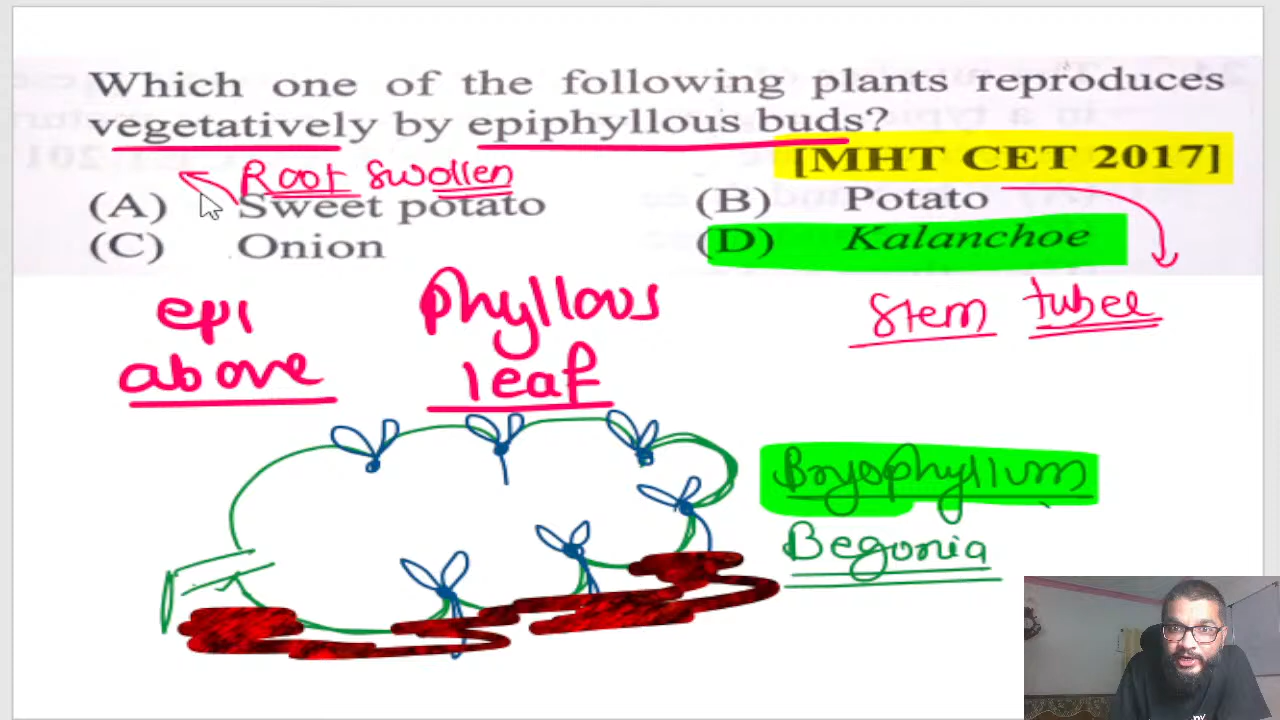 Which one of the following plants reproduces
vegetatively by epiphyllous buds?
[MHT CET 2017]
Root swollen
(A) Sweet potato (B) Potato
(C) Onion (D) Kalanchoe
epi phyllous
above leaf
Stem tuber
Bryophyllum
Begonia